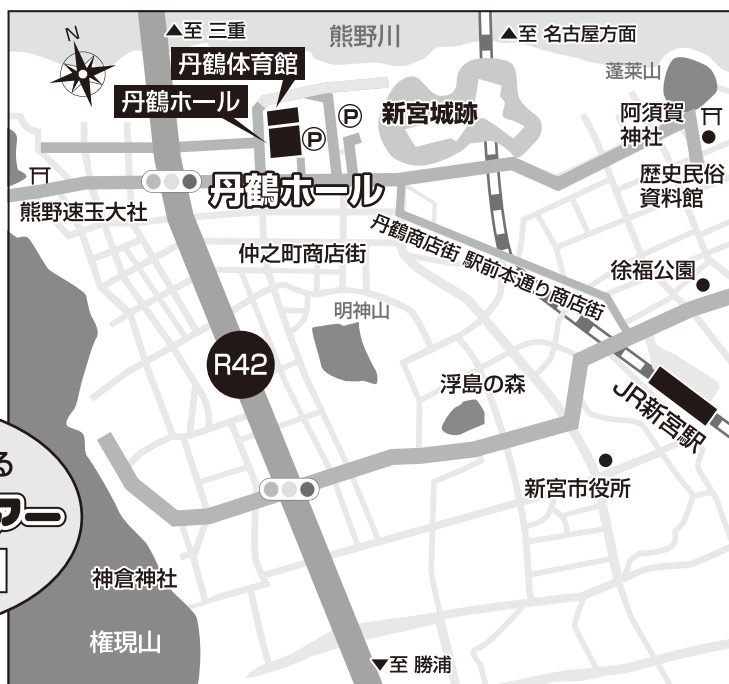 N
▲至 三重
熊野川
▲至 名古屋方面
丹鶴体育館
丹鶴ホール
P
P
新宮城跡
蓬莱山
阿須賀
神社
歴史民俗
資料館
熊野速玉大社
丹鶴ホール
仲之町商店街
丹鶴商店街 駅前本通り商店街
徐福公園
明神山
R42
浮島の森
JR新宮駅
る
アー
新宮市役所
神倉神社
権現山
▼至 勝浦